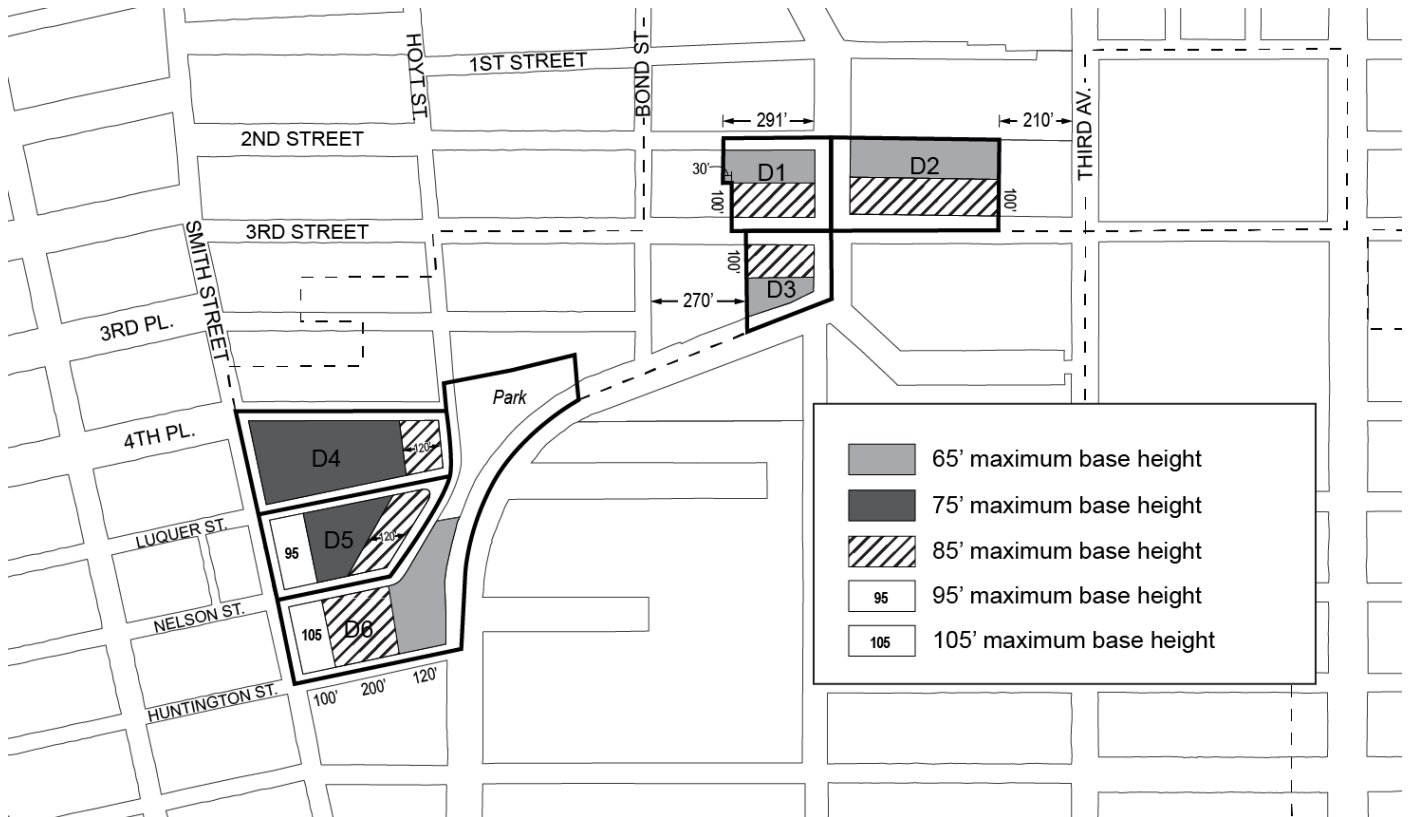 HOYT ST.
BOND ST
1ST STREET
2ND STREET
291'
210'
THIRD AV.
30'
D1
D2
100'
100'
SMITH STREET
3RD STREET
100'
D3
270'
3RD PL.
Park
4TH PL.
D4
120'
65' maximum base height
75' maximum base height
LUQUER ST.
95
D5
120'
85' maximum base height
95
95' maximum base height
NELSON ST.
105
D6
105
105' maximum base height
HUNTINGTON ST.
100'
200'
120'